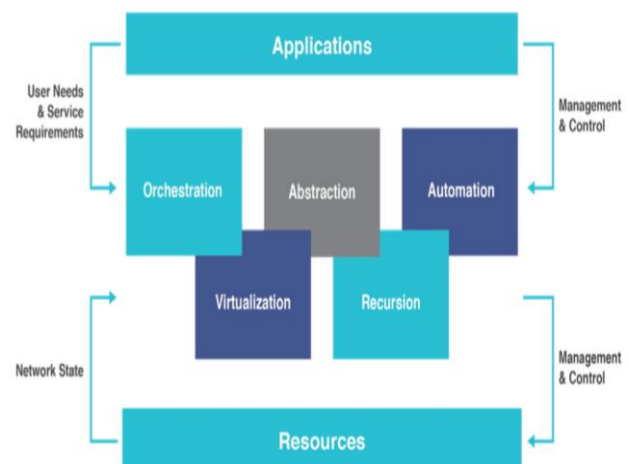 Applications
User Needs
& Service
Requirements
Management
& Control
Orchestration
Abstraction
Automation
Virtualization
Recursion
Network State
Management
& Control
Resources